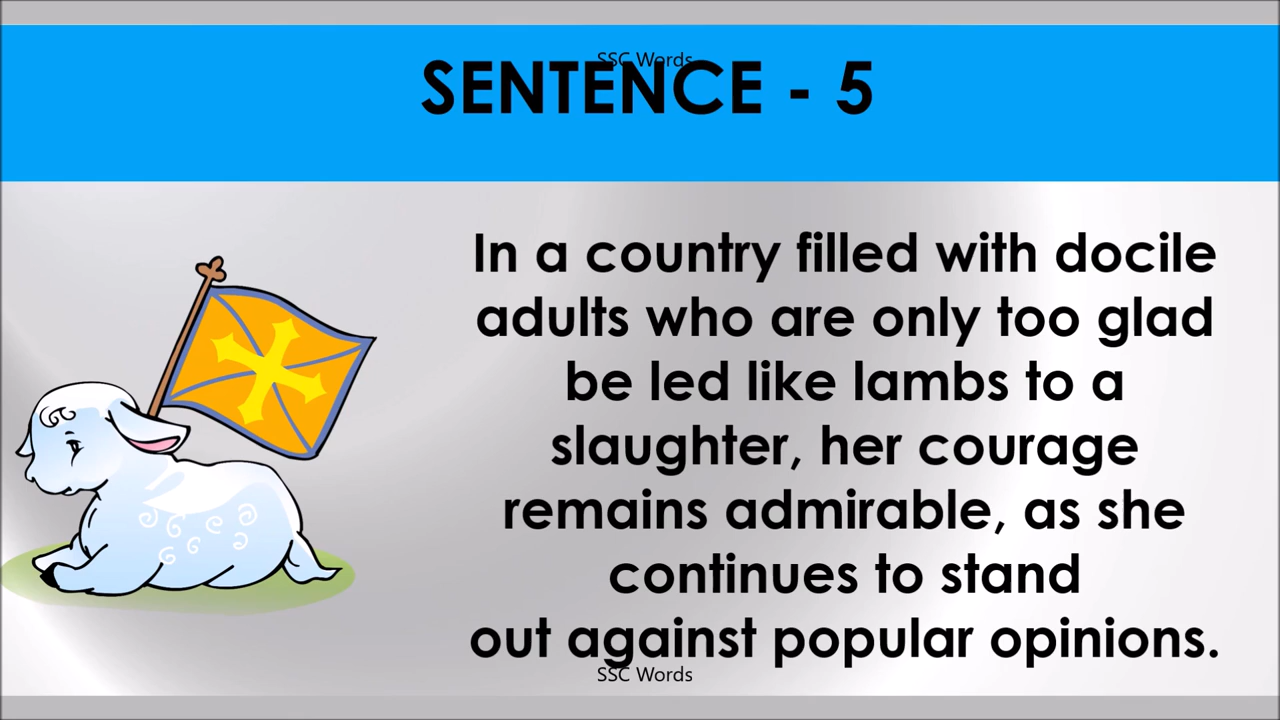 SSC Words
SENTENCE - 5
In a country filled with docile
adults who are only too glad
be led like lambs to a
slaughter, her courage
remains admirable, as she
continues to stand
out against popular opinions.
SSC Words